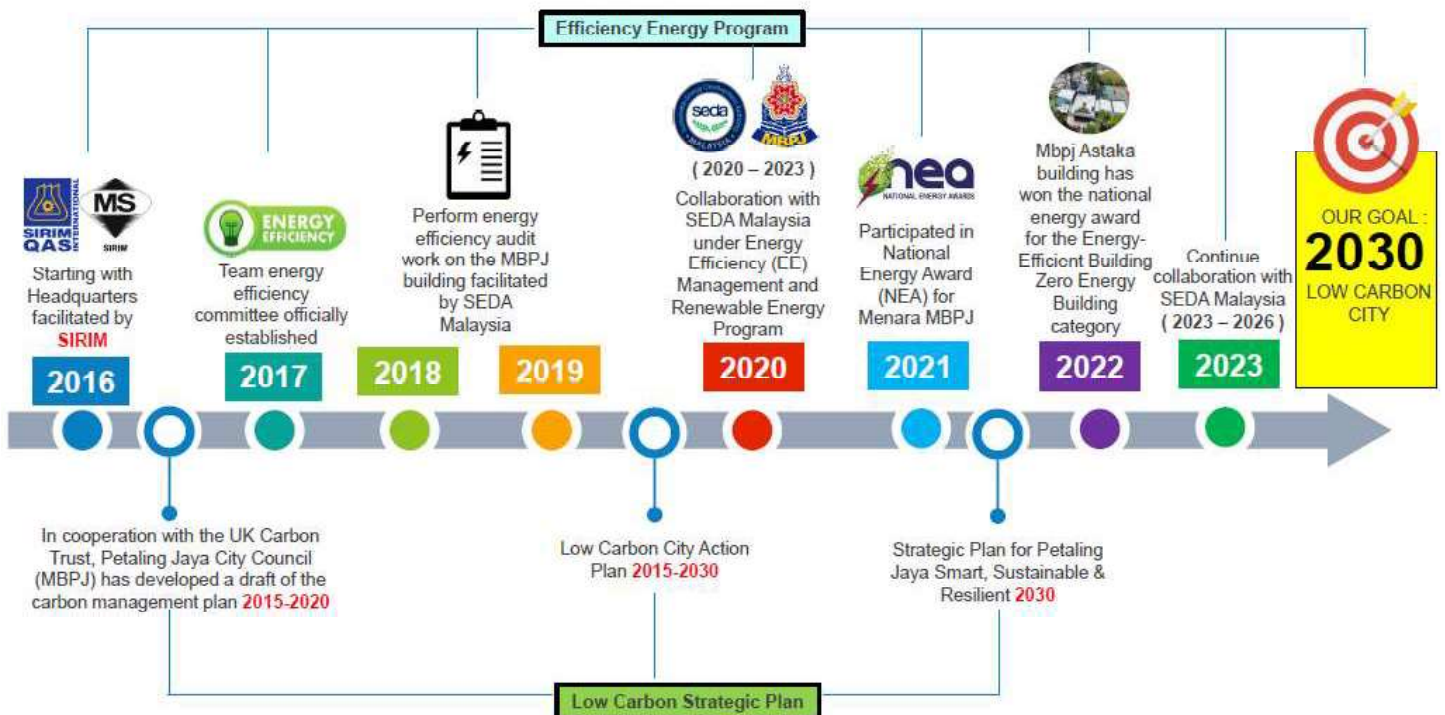 Efficiency Energy Program
SIRIM
QAS
INTERNATIONAL
MS
SIRIM
Starting with
Headquarters
facilitated by
SIRIM
2016
ENERGY
EFFICIENCY
Team energy
efficiency
committee officially
established
2017
Perform energy
efficiency audit
work on the MBPJ
building facilitated
by SEDA
Malaysia
2018
2019
seda
MALAYSIA
MBPJ
( 2020 – 2023 )
Collaboration with
SEDA Malaysia
under Energy
Efficiency (EE)
Management and
Renewable Energy
Program
2020
nea
NATIONAL ENERGY AWARDS
Participated in
National
Energy Award
(NEA) for
Menara MBPJ
2021
Mbpj Astaka
building has
won the national
energy award
for the Energy-
Efficient Building
Zero Energy
Building
category
2022
Continue
collaboration with
SEDA Malaysia
( 2023 – 2026 )
2023
OUR GOAL :
2030
LOW CARBON
CITY
In cooperation with the UK Carbon
Trust, Petaling Jaya City Council
(MBPJ) has developed a draft of the
carbon management plan 2015-2020
Low Carbon City Action
Plan 2015-2030
Strategic Plan for Petaling
Jaya Smart, Sustainable &
Resilient 2030
Low Carbon Strategic Plan